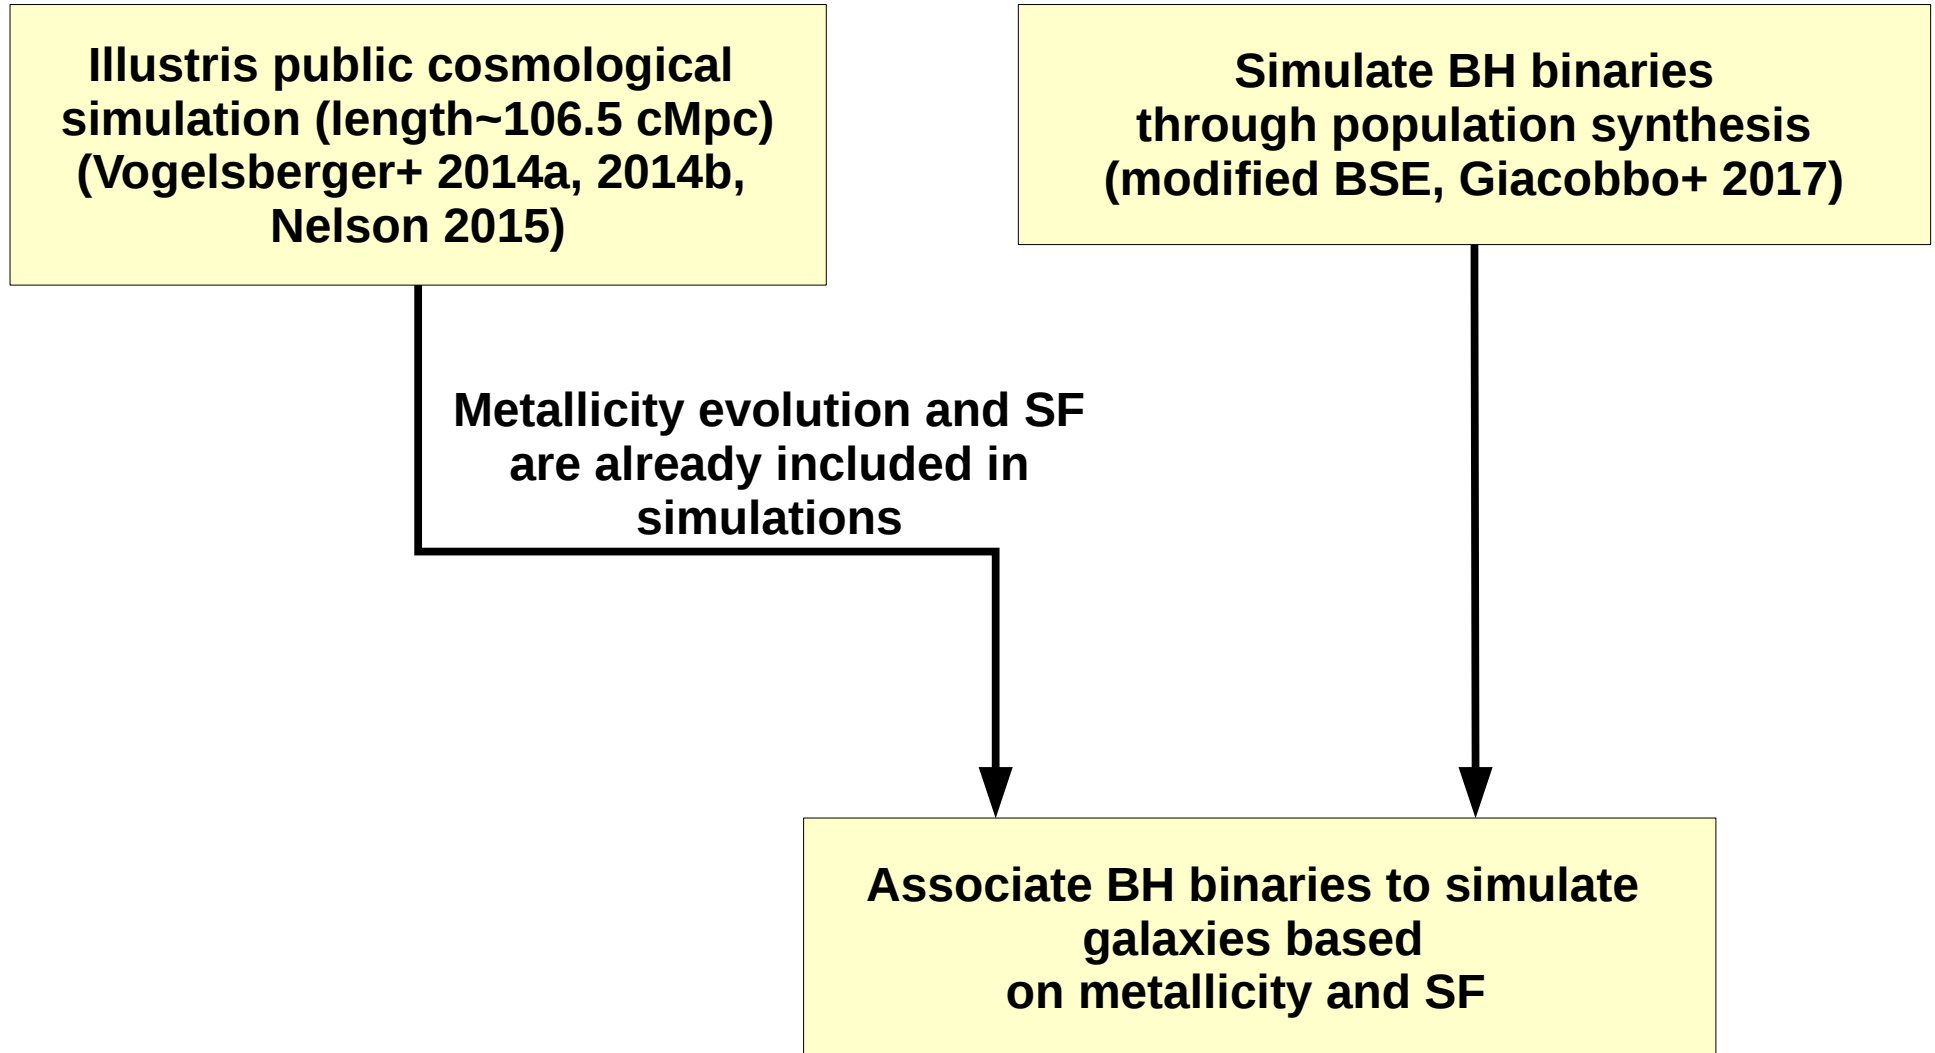 Illustris public cosmological
simulation (length~106.5 cMpc)
(Vogelsberger+ 2014a, 2014b,
Nelson 2015)
Simulate BH binaries
through population synthesis
(modified BSE, Giacobbo+ 2017)
Metallicity evolution and SF
are already included in
simulations
Associate BH binaries to simulate
galaxies based
on metallicity and SF